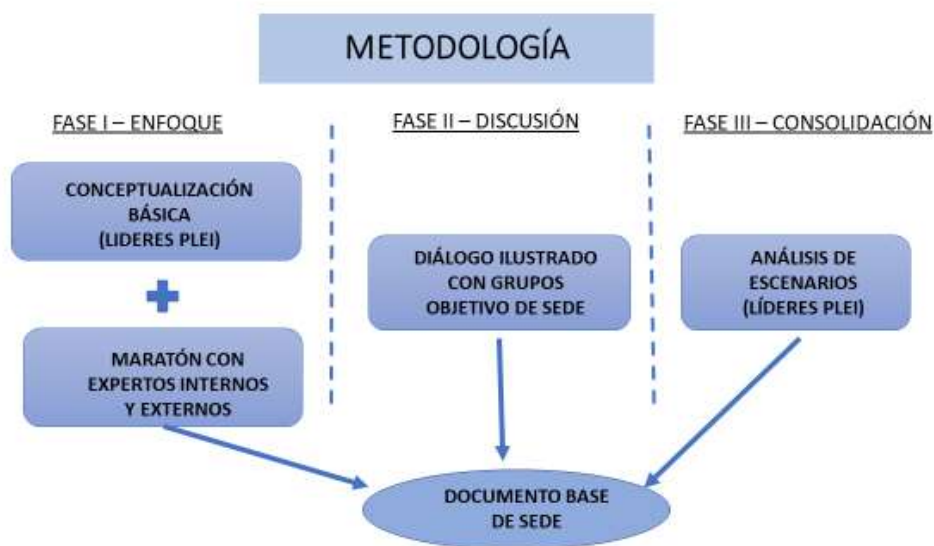 METODOLOGÍA
FASE I – ENFOQUE
CONCEPTUALIZACIÓN
BÁSICA
(LIDERES PLEI)
MARATÓN CON
EXPERTOS INTERNOS
Y EXTERNOS
FASE II – DISCUSIÓN
DIÁLOGO ILUSTRADO
CON GRUPOS
OBJETIVO DE SEDE
FASE III – CONSOLIDACIÓN
ANÁLISIS DE
ESCENARIOS
(LÍDERES PLEI)
DOCUMENTO BASE
DE SEDE